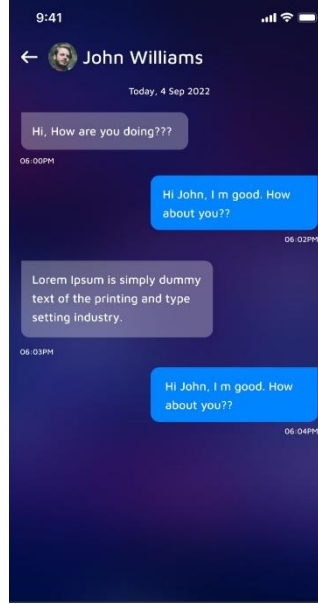 9:41
John Williams
Today, 4 Sep 2022
Hi, How are you doing???
06:00PM
Hi John, I m good. How
about you??
06:02PM
Lorem Ipsum is simply dummy
text of the printing and type
setting industry.
06:03PM
Hi John, I m good. How
about you??
06:04PM